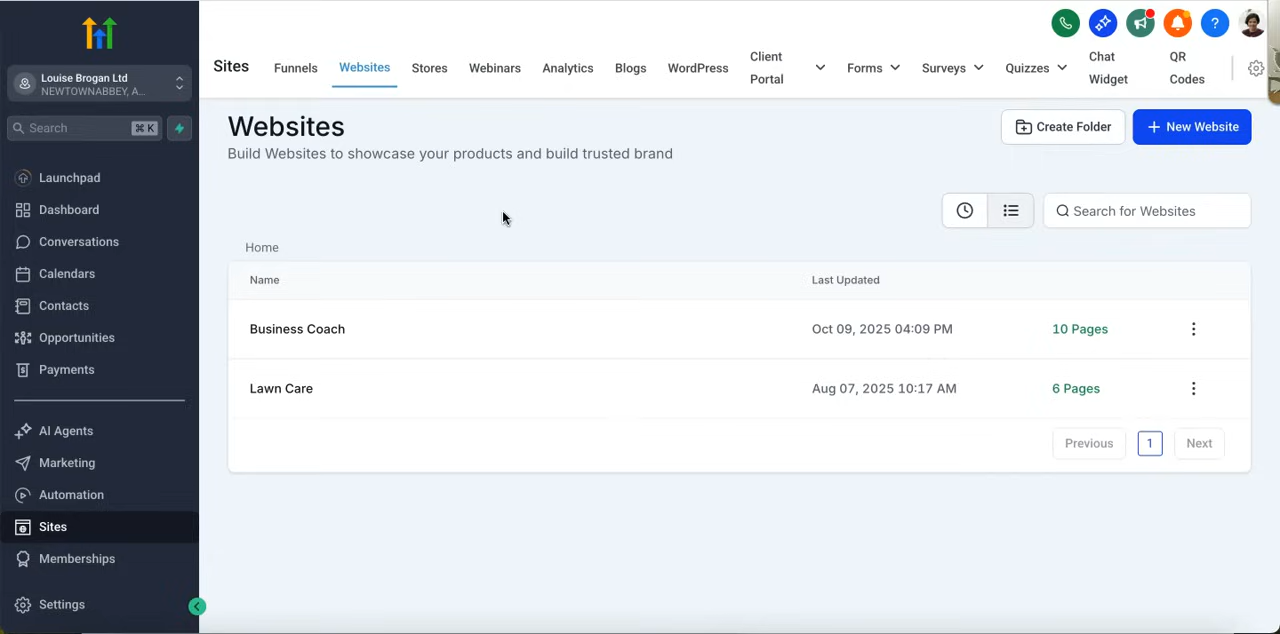 Louise Brogan Ltd
NEWTOWNABBEY, A...
Search
⌘ K
Launchpad
Dashboard
Conversations
Calendars
Contacts
Opportunities
Payments
AI Agents
Marketing
Automation
Sites
Memberships
Settings
Sites
Funnels
Websites
Stores
Webinars
Analytics
Blogs
WordPress
Client
Portal
Forms
Surveys
Quizzes
Chat
Widget
QR
Codes
Websites
Build Websites to showcase your products and build trusted brand
Create Folder
+ New Website
Search for Websites
Home
Name
Last Updated
Business Coach
Oct 09, 2025 04:09 PM
10 Pages
Lawn Care
Aug 07, 2025 10:17 AM
6 Pages
Previous
1
Next